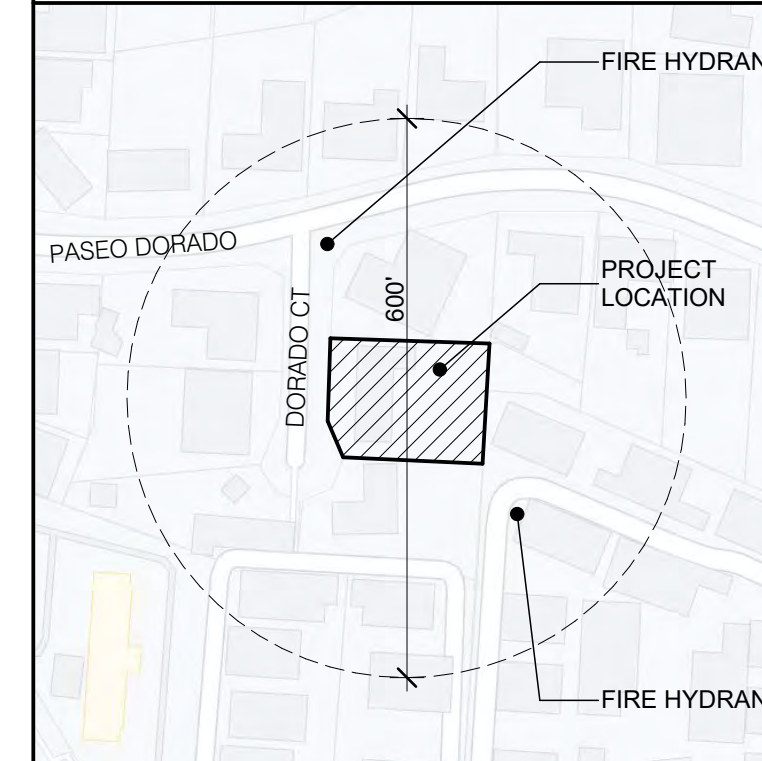 FIRE HYDRAN
PASEO DORADO
600'
PROJECT
LOCATION
DORADO CT
FIRE HYDRAN